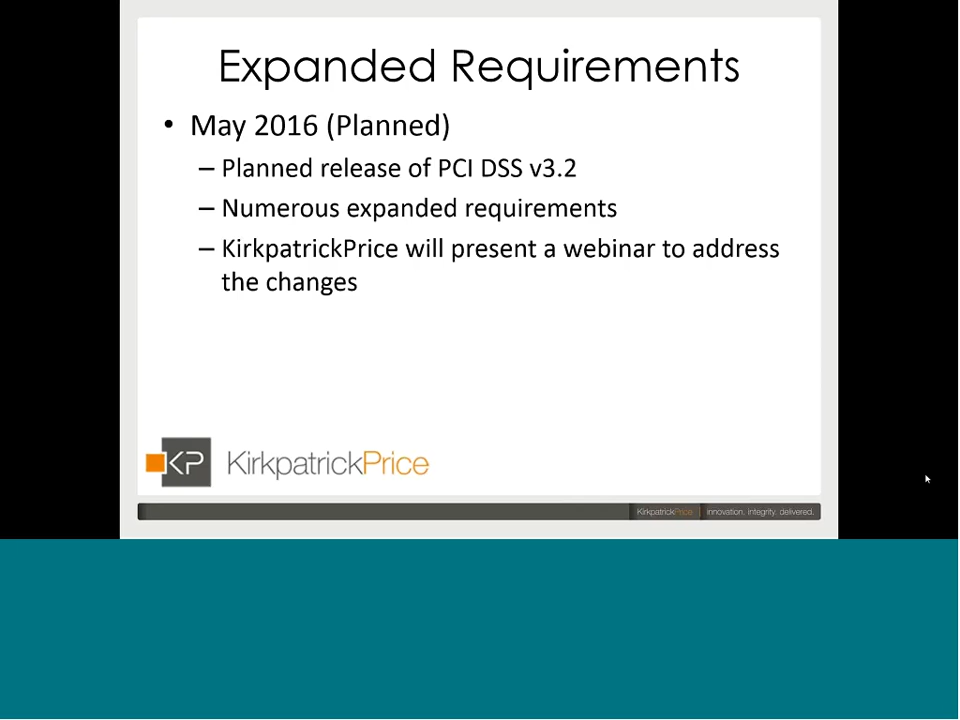 Expanded Requirements
• May 2016 (Planned)
– Planned release of PCI DSS v3.2
– Numerous expanded requirements
– KirkpatrickPrice will present a webinar to address
the changes
KP KirkpatrickPrice
KirkpatrickPrice innovation. integrity. delivered.